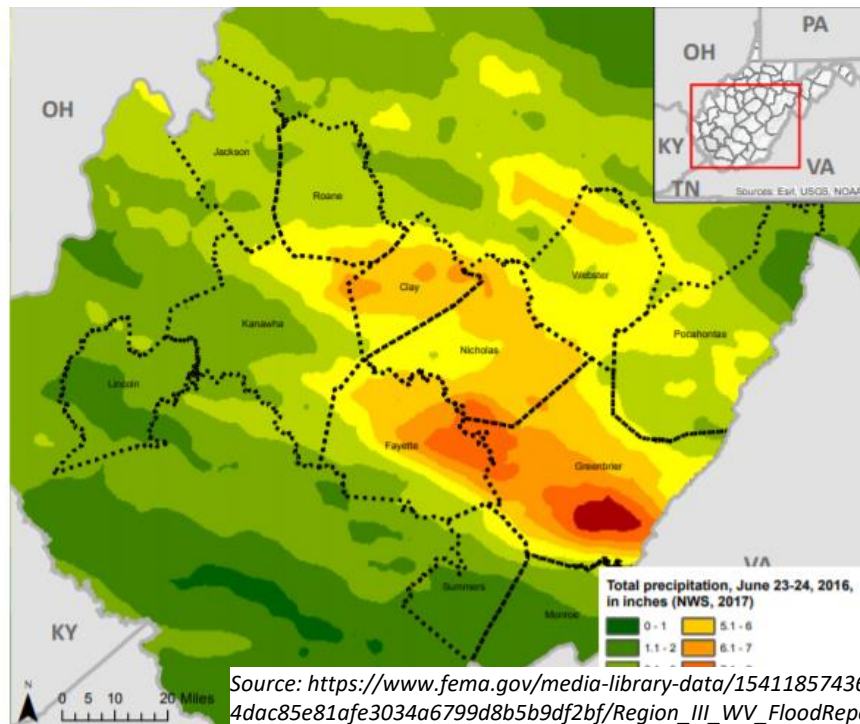 OH
PA
OH
KY
VA
TN
Sources: Esri, USGS, NOAA
Jackson
Roane
Clay
Webster
Kanawha
Nicholas
Pocahontas
Lincoln
Fayette
Greenbrier
Summers
Monroe
VA
KY
Total precipitation, June 23-24, 2016,
in inches (NWS, 2017)
0 - 1
5.1 - 6
1.1 - 2
6.1 - 7
N
0 5 10 20 Miles
Source: https://www.fema.gov/media-library-data/15411857436
4dac85e81afe3034a6799d8b5b9df2bf/Region_III_WV_FloodRep